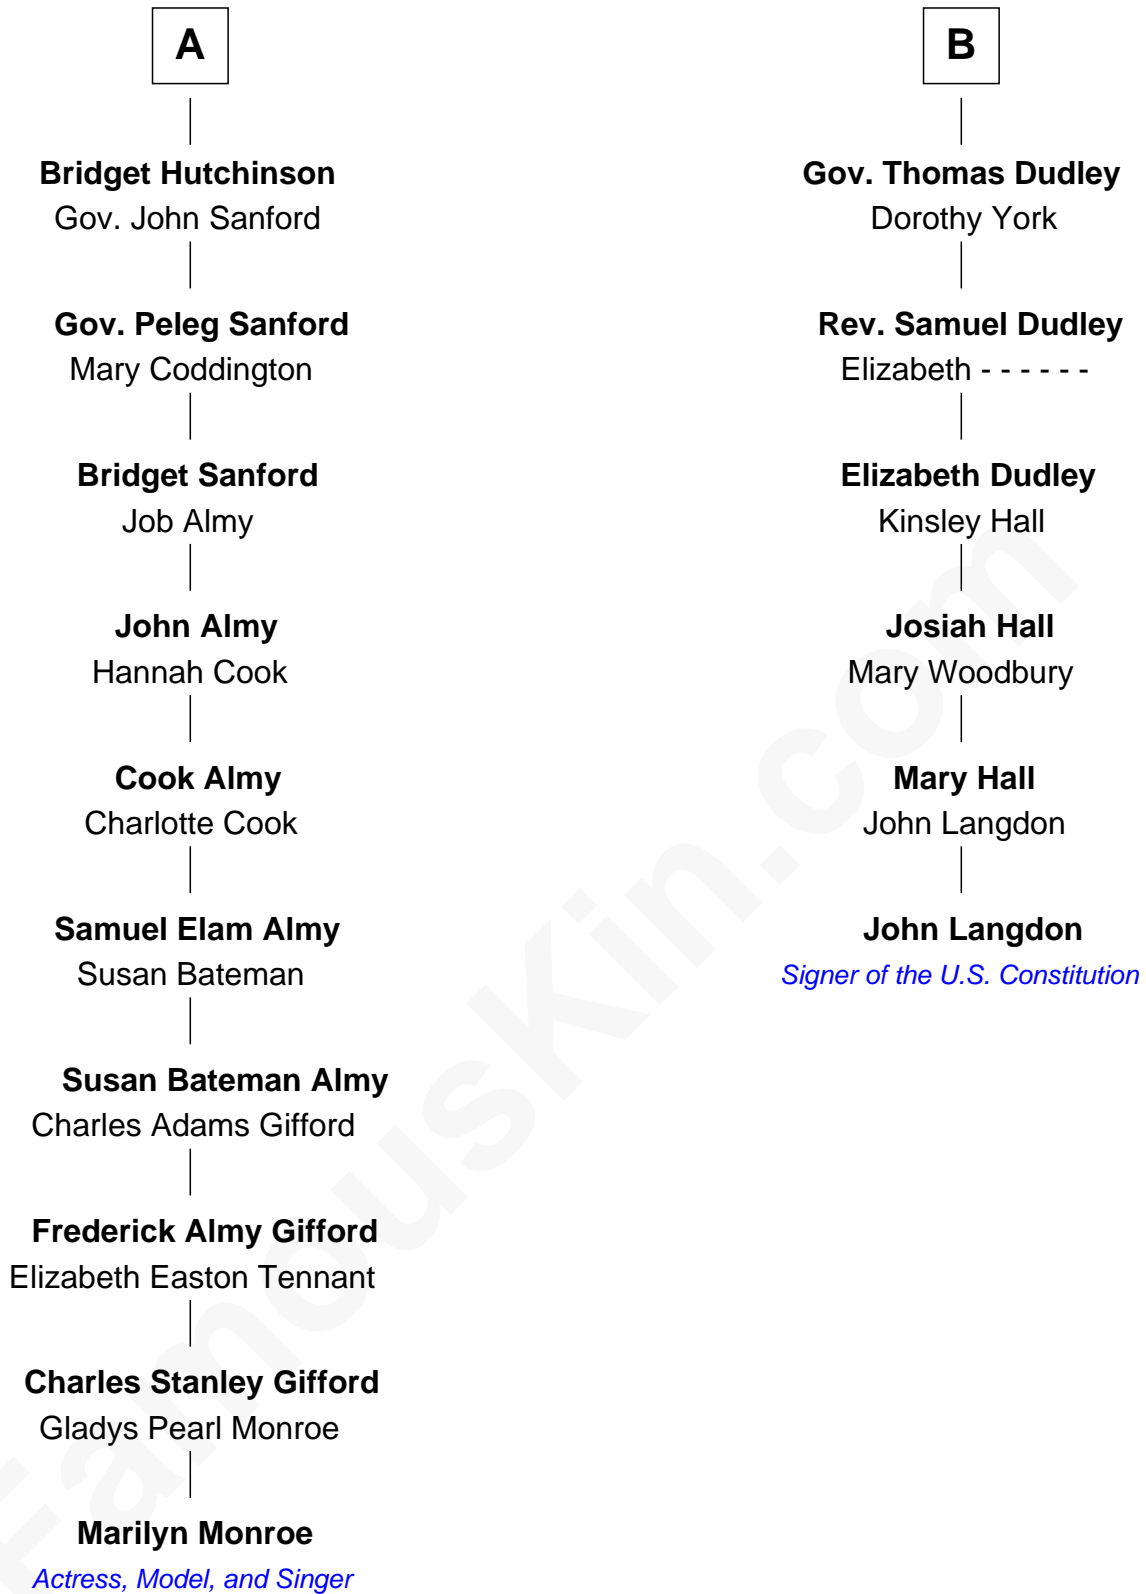 A
Bridget Hutchinson
Gov. John Sanford
Gov. Peleg Sanford
Mary Coddington
Bridget Sanford
Job Almy
John Almy
Hannah Cook
Cook Almy
Charlotte Cook
Samuel Elam Almy
Susan Bateman
Susan Bateman Almy
Charles Adams Gifford
Frederick Almy Gifford
Elizabeth Easton Tennant
Charles Stanley Gifford
Gladys Pearl Monroe
Marilyn Monroe
Actress, Model, and Singer
B
Gov. Thomas Dudley
Dorothy York
Rev. Samuel Dudley
Elizabeth - - - - - -
Elizabeth Dudley
Kinsley Hall
Josiah Hall
Mary Woodbury
Mary Hall
John Langdon
John Langdon
Signer of the U.S. Constitution
FamousKin.com